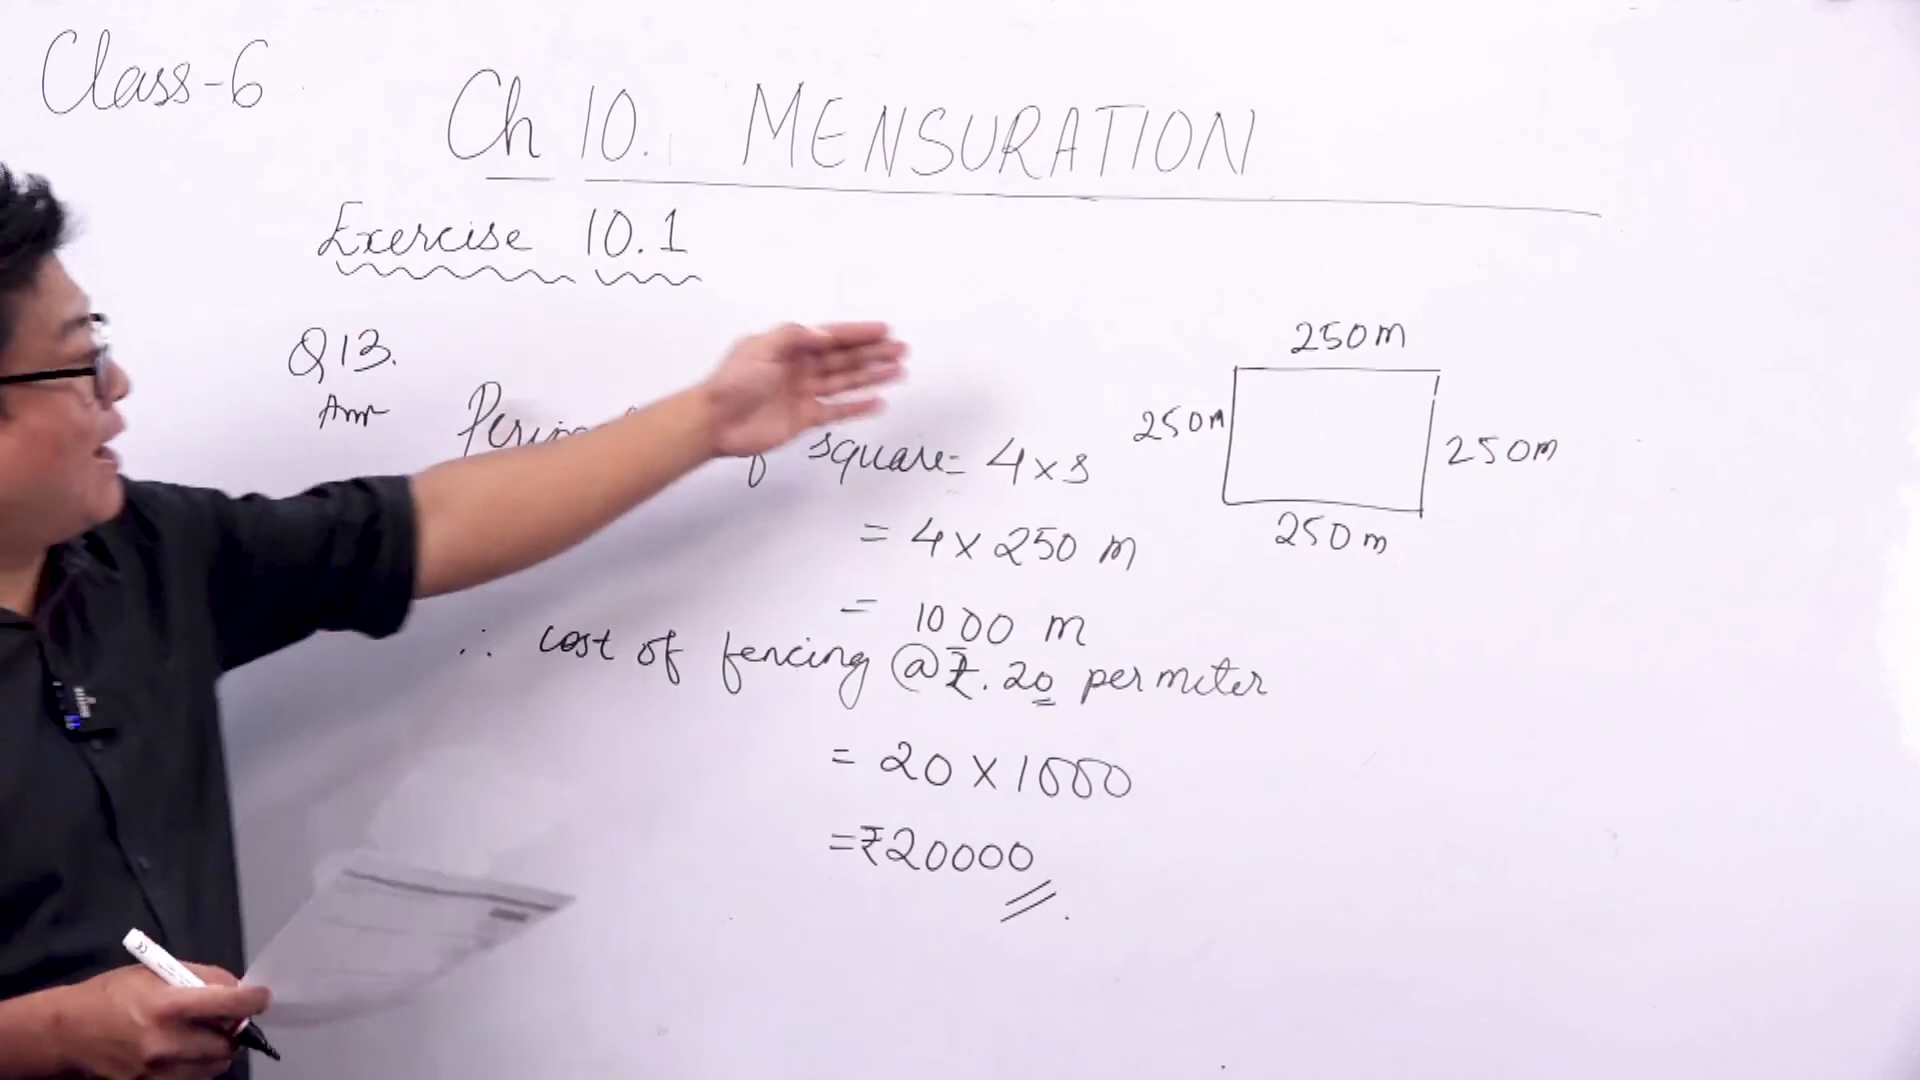 Class-6
Ch 10. MENSURATION
Exercise 10.1
Q13.
Ans
square = 4 × s
= 4 × 250 m
= 1000 m
∴ cost of fencing @ ₹. 20 per meter
= 20 × 1000
= ₹20000
250m
250m
250m
250m